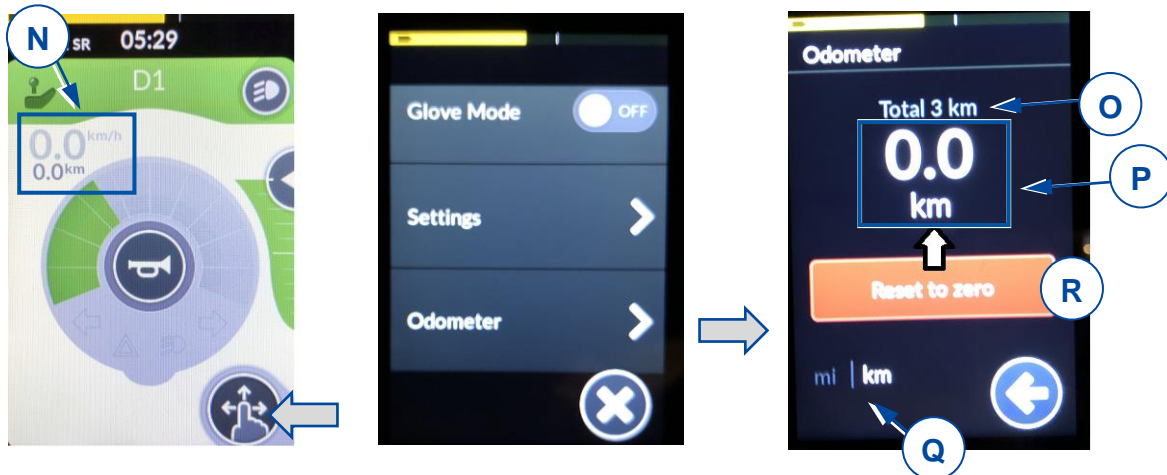 N
SR 05:29
D1
0.0 km/h
0.0 km
Glove Mode OFF
Settings
Odometer
Odometer
Total 3 km
0.0
km
Reset to zero
mi | km
O
P
R
Q